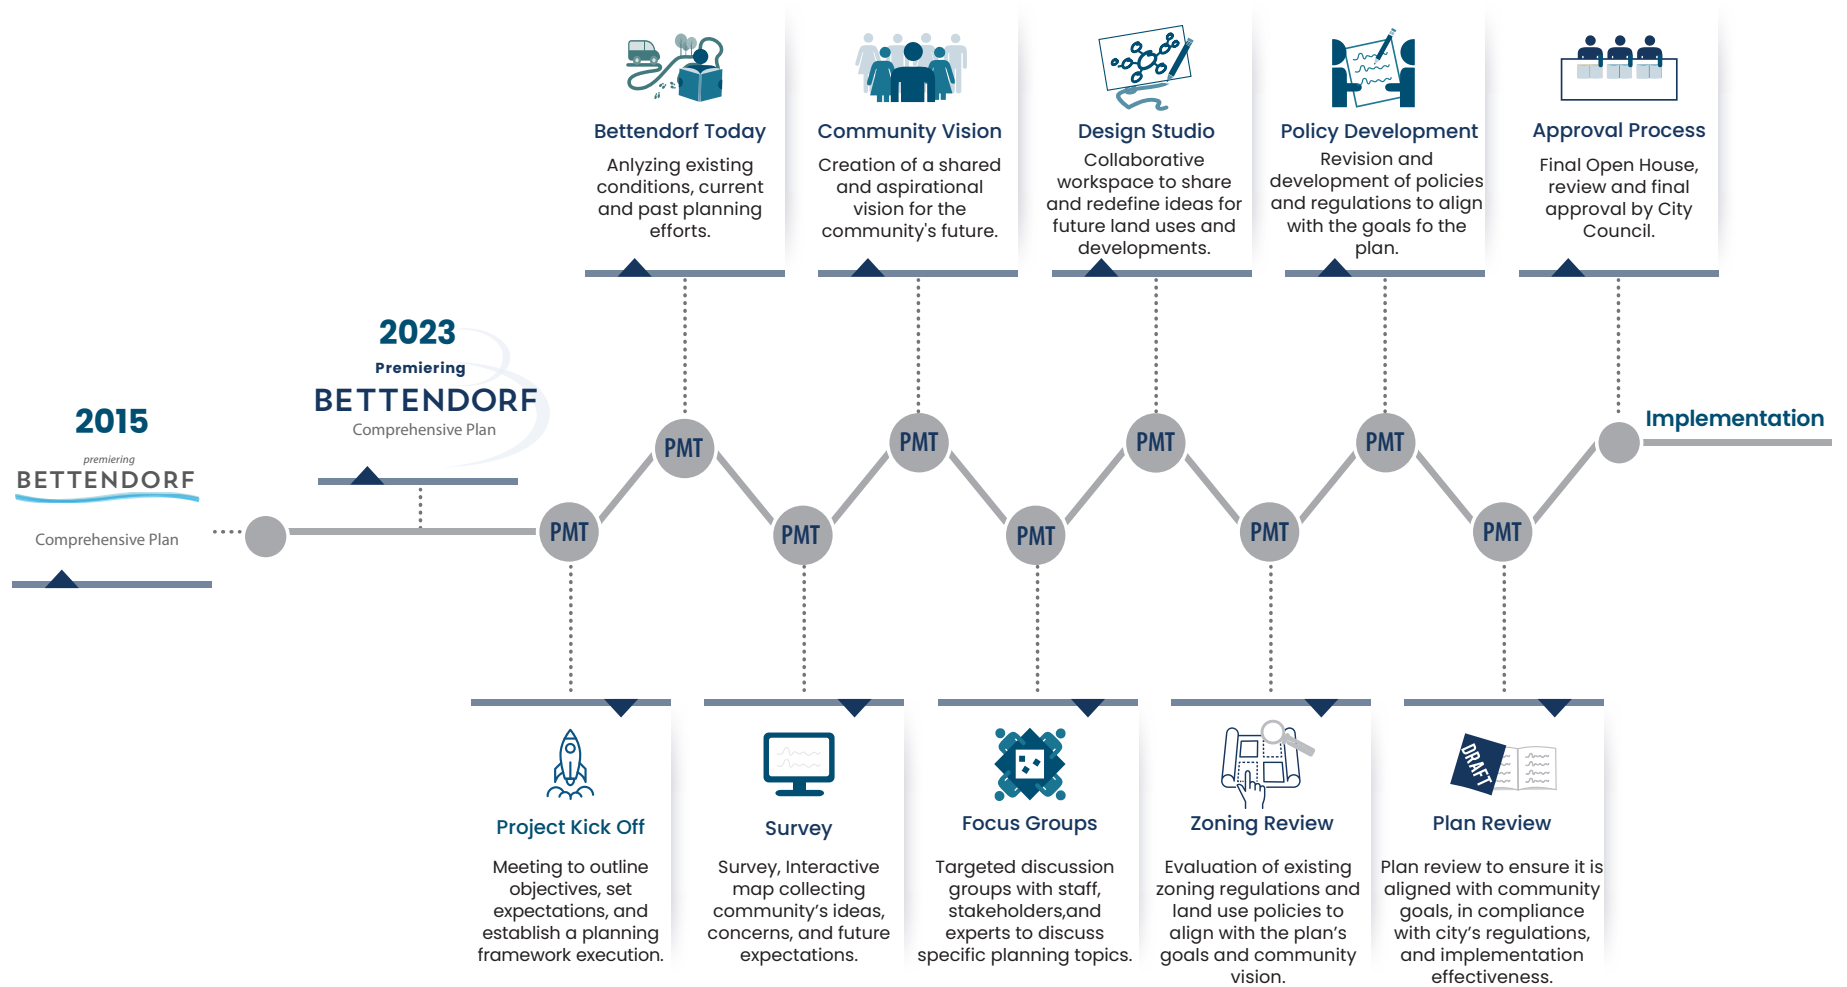 2015
premiering
BETTENDORF
Comprehensive Plan
2023
Premiering
BETTENDORF
Comprehensive Plan
Bettendorf Today
Anlyzing existing
conditions, current
and past planning
efforts.
Community Vision
Creation of a shared
and aspirational
vision for the
community's future.
Design Studio
Collaborative
workspace to share
and redefine ideas for
future land uses and
developments.
Policy Development
Revision and
development of policies
and regulations to align
with the goals fo the
plan.
Approval Process
Final Open House,
review and final
approval by City
Council.
PMT
PMT
PMT
PMT
PMT
PMT
PMT
PMT
PMT
Implementation
Project Kick Off
Meeting to outline
objectives, set
expectations, and
establish a planning
framework execution.
Survey
Survey, Interactive
map collecting
community’s ideas,
concerns, and future
expectations.
Focus Groups
Targeted discussion
groups with staff,
stakeholders,and
experts to discuss
specific planning topics.
Zoning Review
Evaluation of existing
zoning regulations and
land use policies to
align with the plan’s
goals and community
vision.
DRAFT
Plan Review
Plan review to ensure it is
aligned with community
goals, in compliance
with city’s regulations,
and implementation
effectiveness.